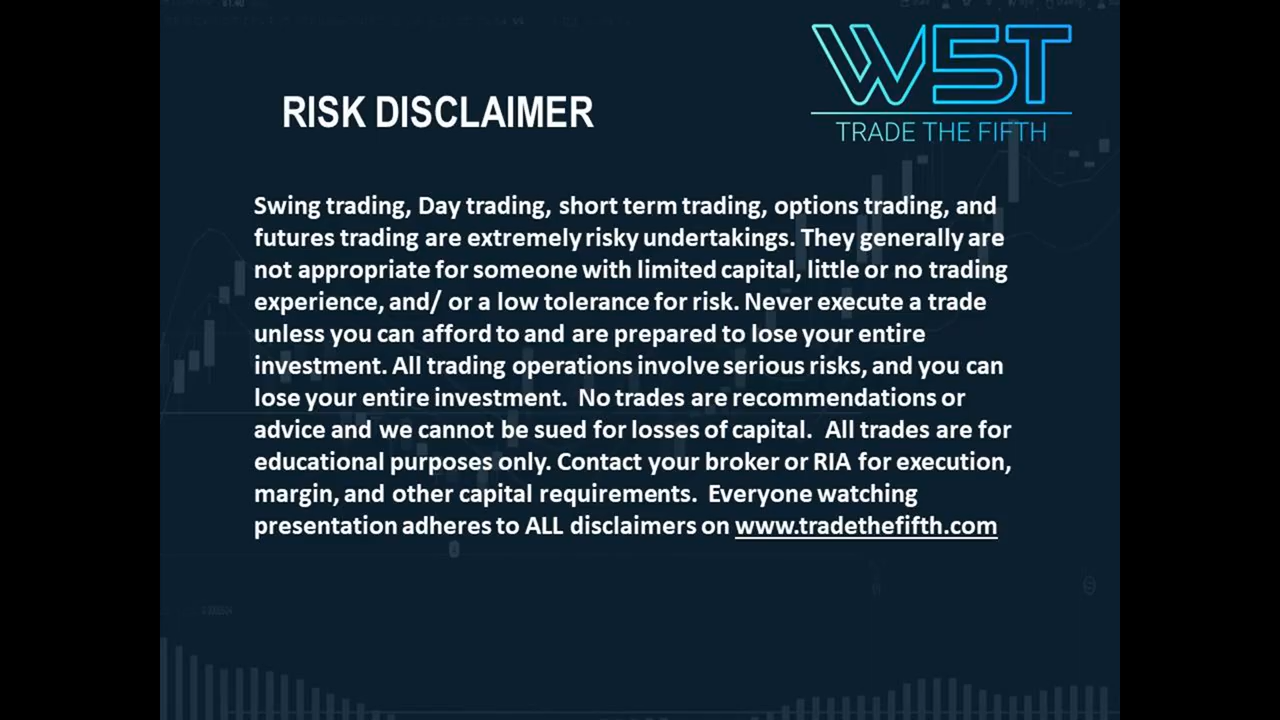 W5T
TRADE THE FIFTH
RISK DISCLAIMER
Swing trading, Day trading, short term trading, options trading, and
futures trading are extremely risky undertakings. They generally are
not appropriate for someone with limited capital, little or no trading
experience, and/ or a low tolerance for risk. Never execute a trade
unless you can afford to and are prepared to lose your entire
investment. All trading operations involve serious risks, and you can
lose your entire investment.  No trades are recommendations or
advice and we cannot be sued for losses of capital.  All trades are for
educational purposes only. Contact your broker or RIA for execution,
margin, and other capital requirements.  Everyone watching
presentation adheres to ALL disclaimers on www.tradethefifth.com